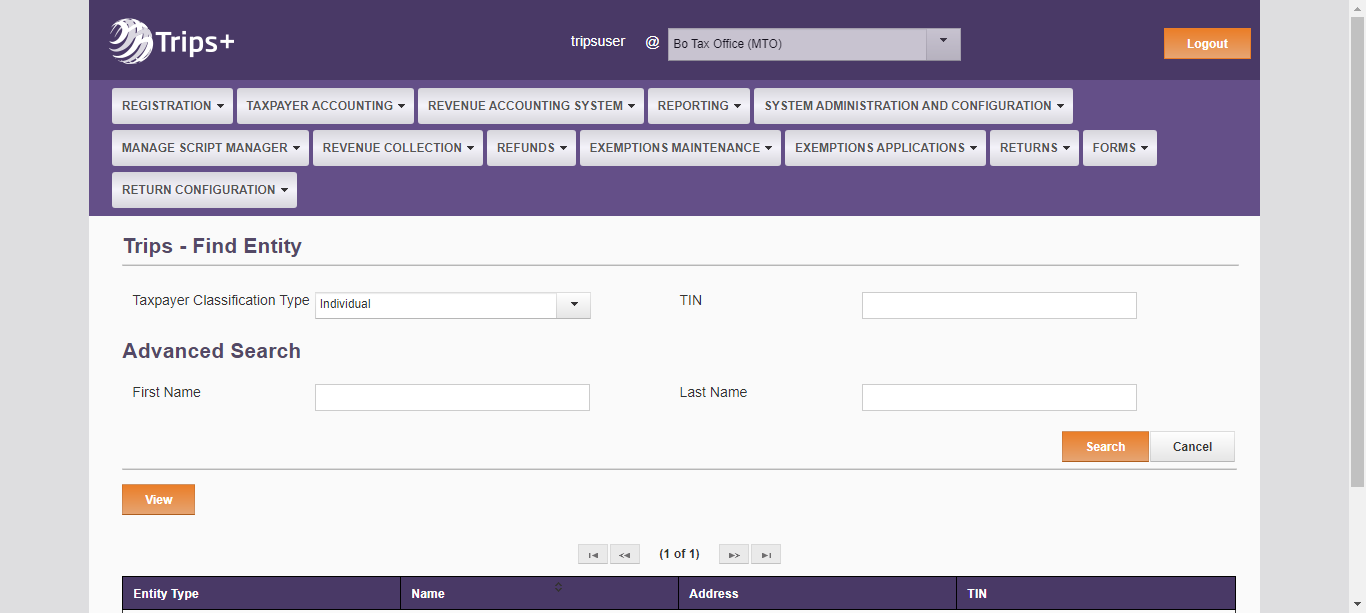 Trips+
tripsuser @ Bo Tax Office (MTO) Logout
REGISTRATION TAXPAYER ACCOUNTING REVENUE ACCOUNTING SYSTEM REPORTING SYSTEM ADMINISTRATION AND CONFIGURATION
MANAGE SCRIPT MANAGER REVENUE COLLECTION REFUNDS EXEMPTIONS MAINTENANCE EXEMPTIONS APPLICATIONS RETURNS FORMS
RETURN CONFIGURATION
Trips - Find Entity
Taxpayer Classification Type Individual TIN
Advanced Search
First Name Last Name
Search Cancel
View
(1 of 1)
Entity Type Name Address TIN